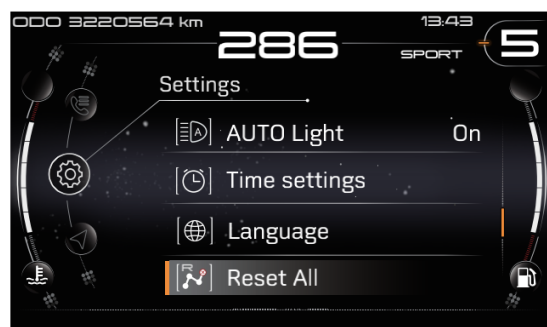 ODO 3220564 km
286
13:43
SPORT
5
Settings
A AUTO Light On
Time settings
Language
R Reset All